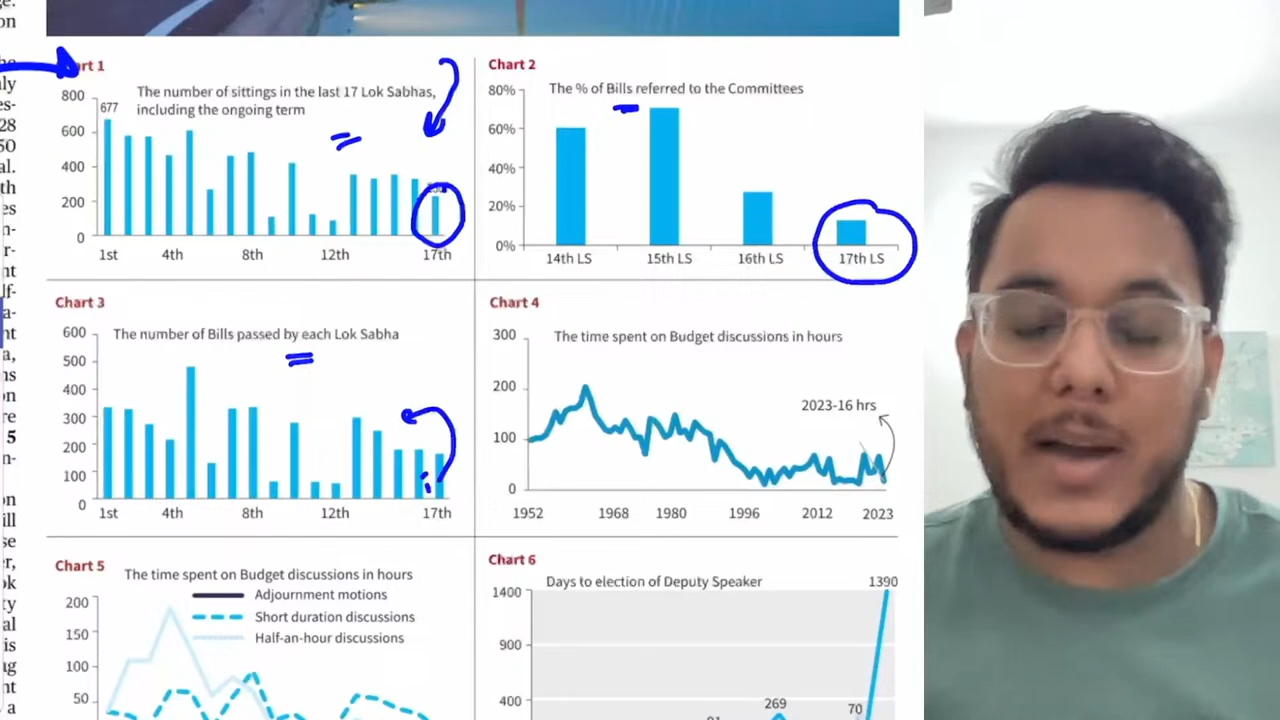 Chart 1
The number of sittings in the last 17 Lok Sabhas,
including the ongoing term
800
677
600
400
200
0
1st
4th
8th
12th
17th
Chart 2
The % of Bills referred to the Committees
80%
60%
40%
20%
0%
14th LS
15th LS
16th LS
17th LS
Chart 3
The number of Bills passed by each Lok Sabha
600
500
400
300
200
100
0
1st
4th
8th
12th
17th
Chart 4
The time spent on Budget discussions in hours
300
200
100
0
2023-16 hrs
1952
1968
1980
1996
2012
2023
Chart 5
The time spent on Budget discussions in hours
Adjournment motions
Short duration discussions
Half-an-hour discussions
200
150
100
50
Chart 6
Days to election of Deputy Speaker
1400
900
400
1390
269
70